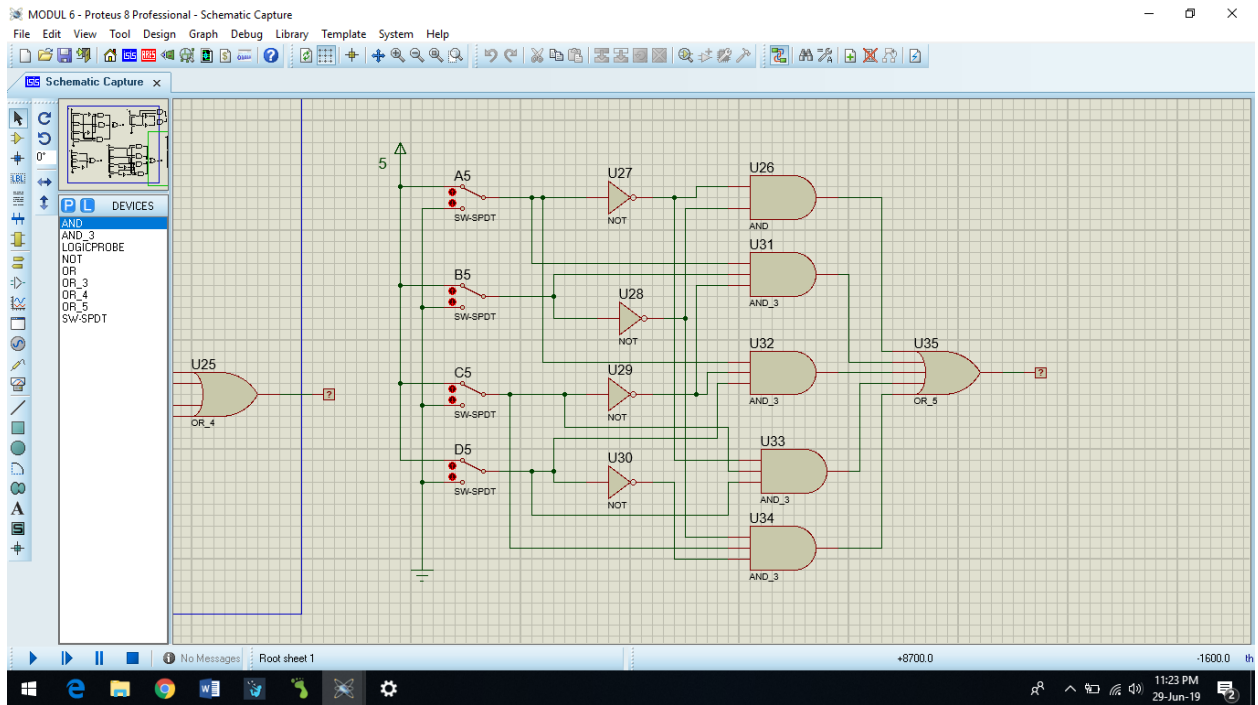 MODUL 6 - Proteus 8 Professional - Schematic Capture
File Edit View Tool Design Graph Debug Library Template System Help
Schematic Capture
0°
LBL
P L DEVICES
AND
AND_3
LOGICPROBE
NOT
OR
OR_3
OR_4
OR_5
SW-SPDT
A
S
U25
OR_4
?
5
A5
SW-SPDT
B5
SW-SPDT
C5
SW-SPDT
D5
SW-SPDT
U27
NOT
U28
NOT
U29
NOT
U30
NOT
U26
AND
U31
AND_3
U32
AND_3
U33
AND_3
U34
AND_3
U35
OR_5
?
No Messages
Root sheet 1
+8700.0
-1600.0
th
11:23 PM
29-Jun-19
2